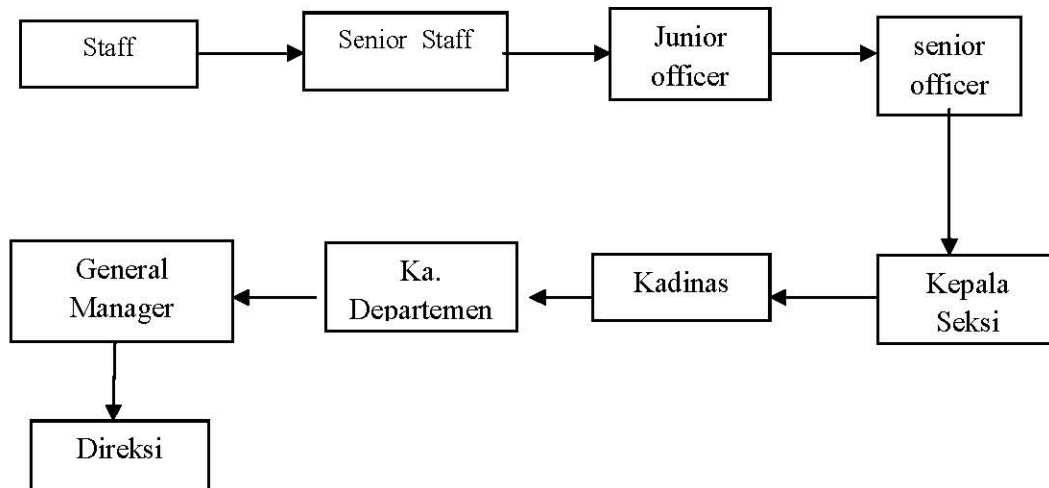 Staff
Senior Staff
Junior
officer
senior
officer
General
Manager
Ka.
Departemen
Kadinas
Kepala
Seksi
Direksi